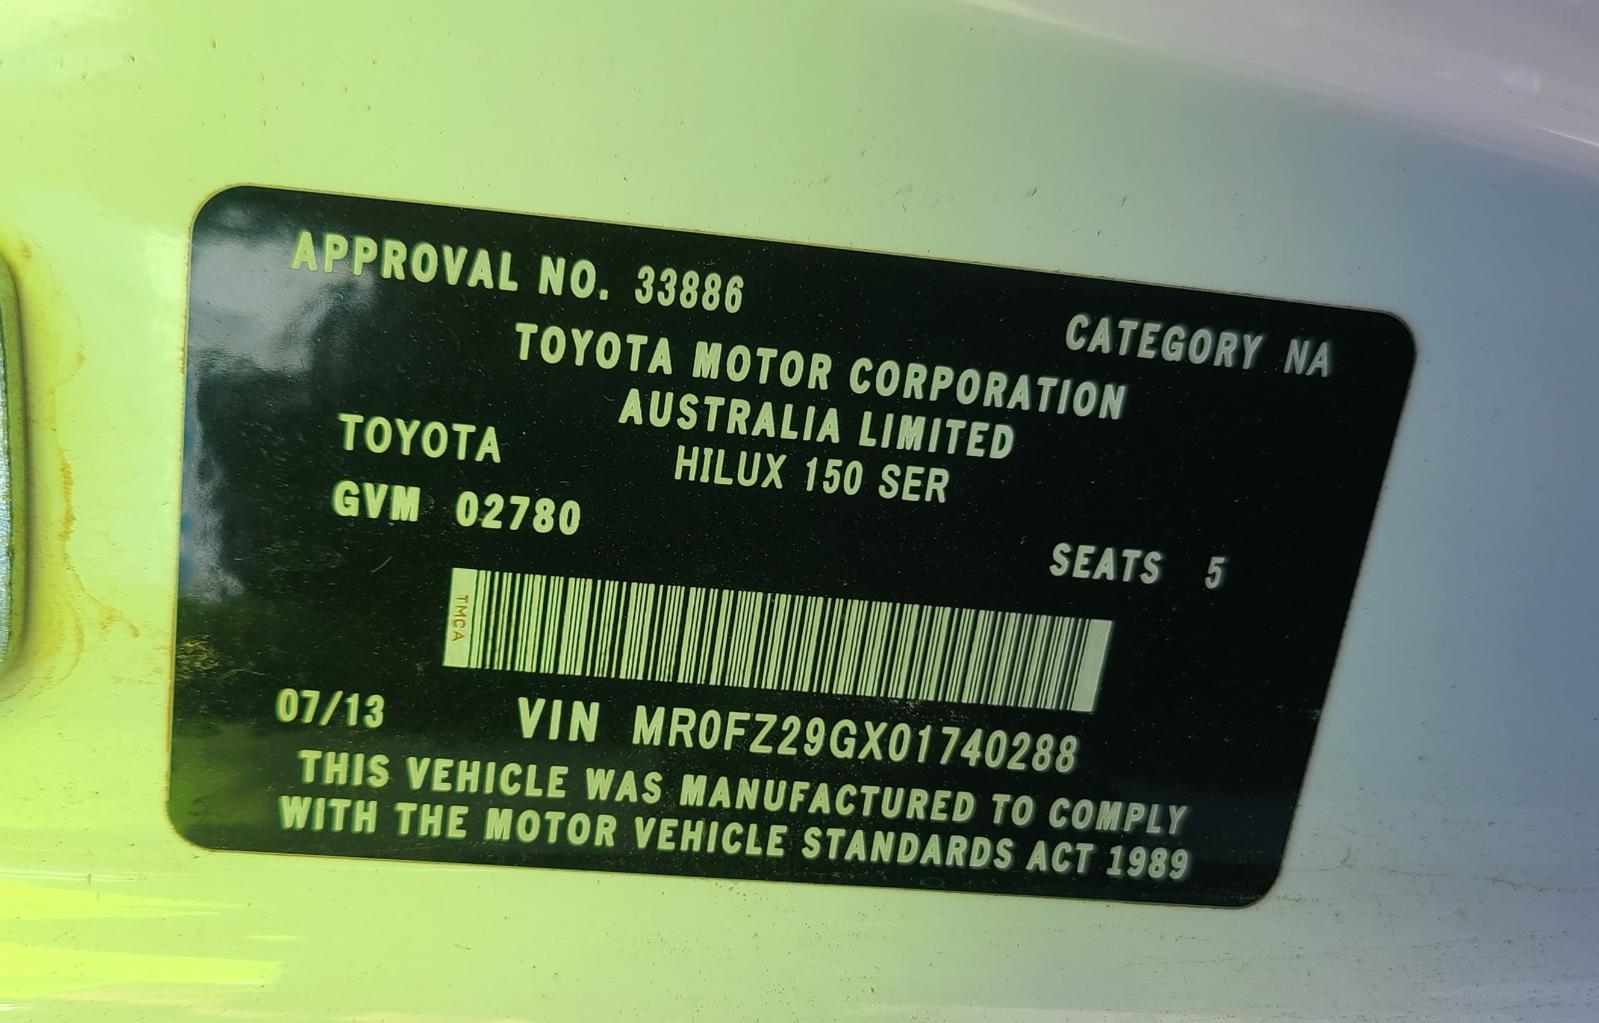 APPROVAL NO. 33886
CATEGORY NA
TOYOTA MOTOR CORPORATION
AUSTRALIA LIMITED
TOYOTA
HILUX 150 SER
GVM 02780
SEATS 5
TMCA
07/13
VIN MR0FZ29GX01740288
THIS VEHICLE WAS MANUFACTURED TO COMPLY
WITH THE MOTOR VEHICLE STANDARDS ACT 1989